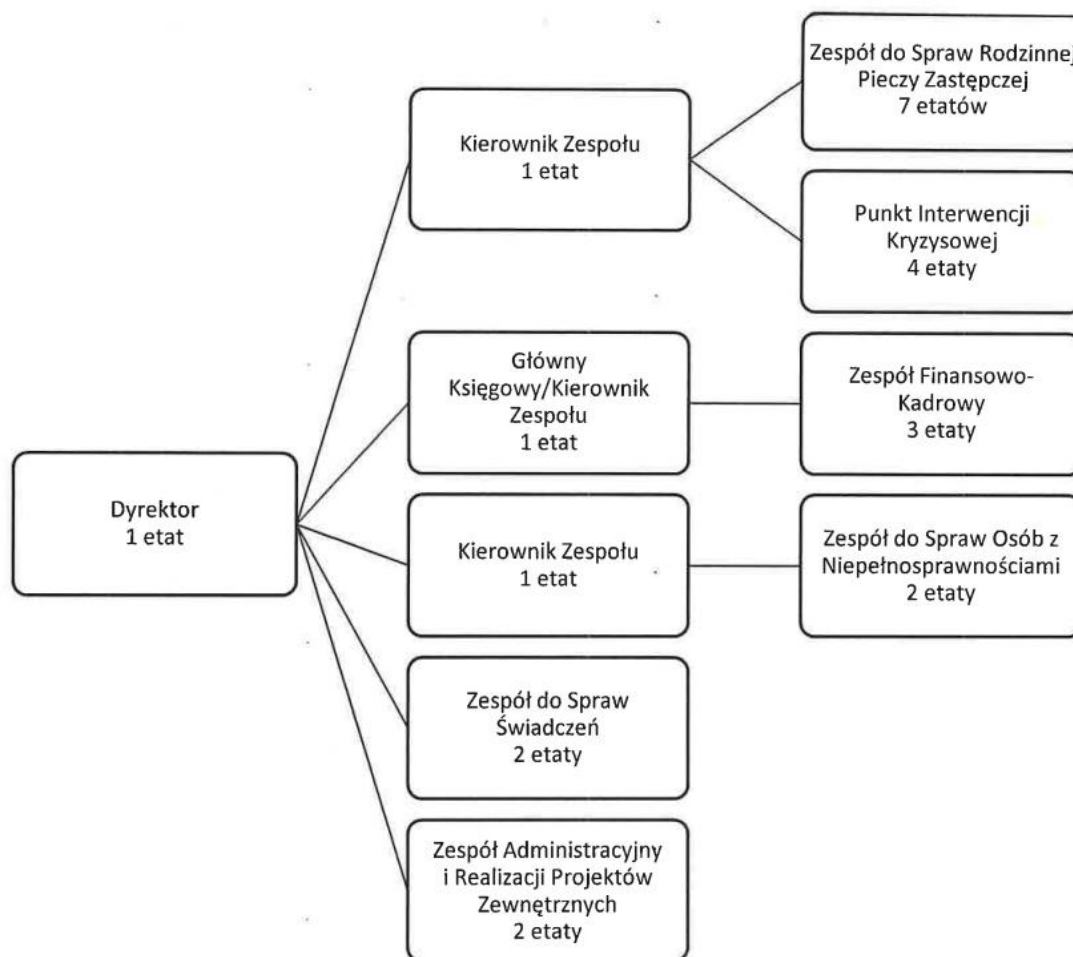 Dyrektor
1 etat
Kierownik Zespołu
1 etat
Zespół do Spraw Rodzinnej
Pieczy Zastępczej
7 etatów
Punkt Interwencji
Kryzysowej
4 etaty
Główny
Księgowy/Kierownik
Zespołu
1 etat
Zespół Finansowo-
Kadrowy
3 etaty
Kierownik Zespołu
1 etat
Zespół do Spraw Osób z
Niepełnosprawnościami
2 etaty
Zespół do Spraw
Świadczeń
2 etaty
Zespół Administracyjny
i Realizacji Projektów
Zewnętrznych
2 etaty